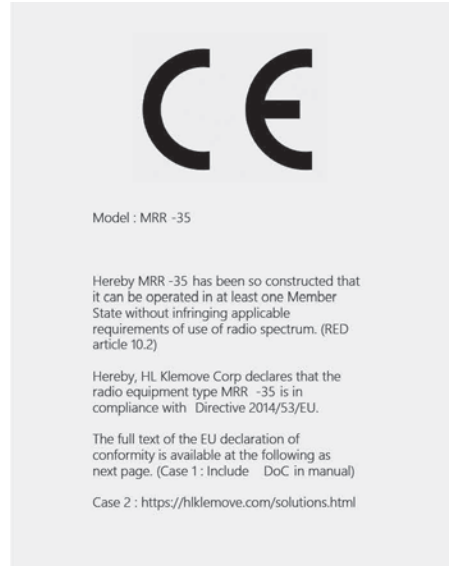 CE
Model : MRR -35
Hereby MRR -35 has been so constructed that
it can be operated in at least one Member
State without infringing applicable
requirements of use of radio spectrum. (RED
article 10.2)
Hereby, HL Klemove Corp declares that the
radio equipment type MRR -35 is in
compliance with Directive 2014/53/EU.
The full text of the EU declaration of
conformity is available at the following as
next page. (Case 1 : Include DoC in manual)
Case 2 : https://hlklemove.com/solutions.html